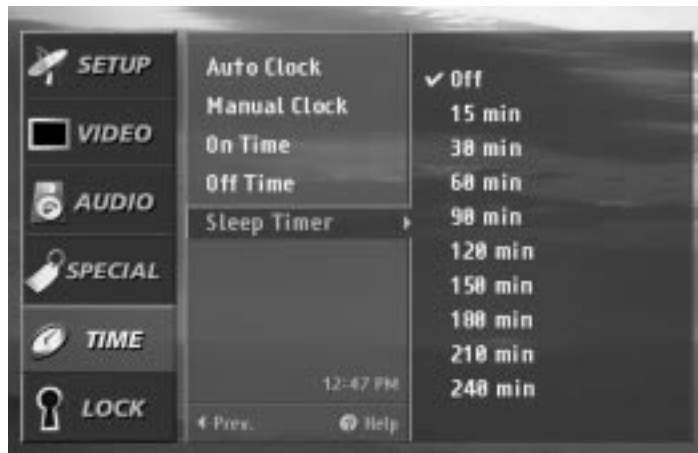 SETUP
VIDEO
AUDIO
SPECIAL
TIME
LOCK
Auto Clock
Manual Clock
On Time
Off Time
Sleep Timer
12:47 PM
Prev.
Help
Off
15 min
30 min
60 min
90 min
120 min
150 min
180 min
210 min
240 min